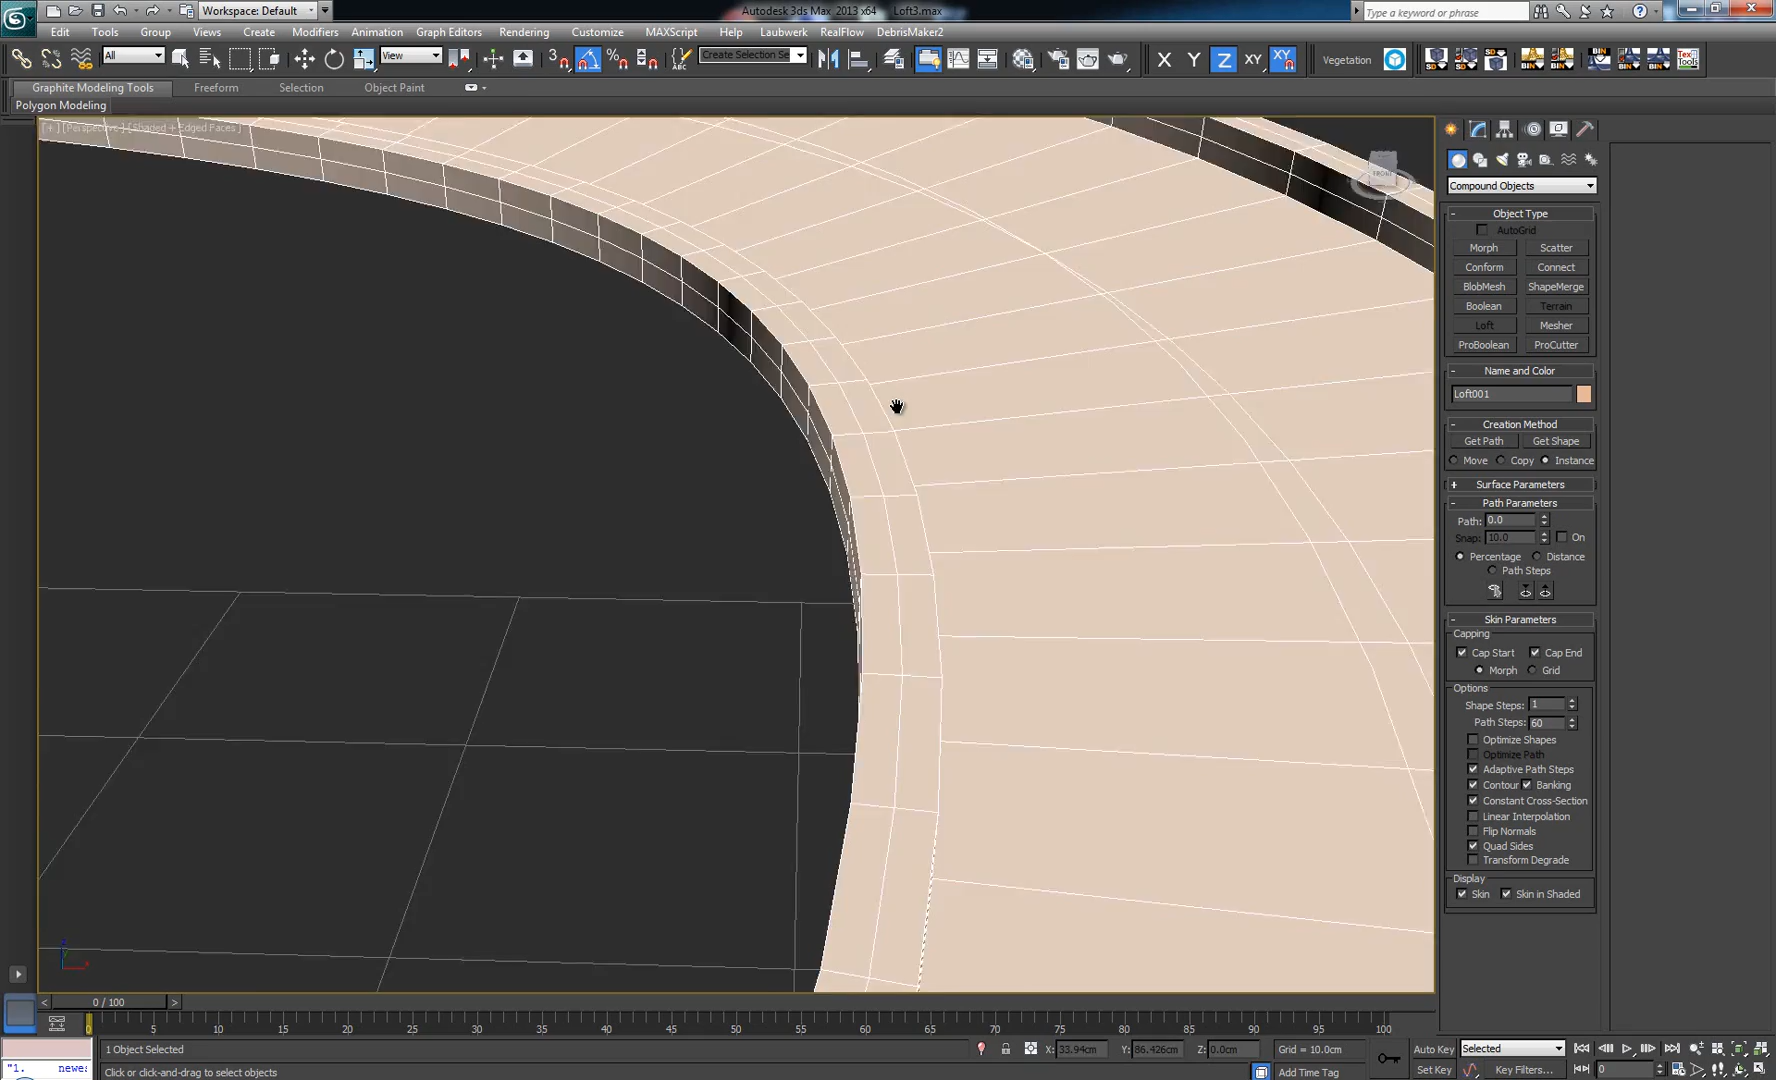 Workspace: Default
Autodesk 3ds Max 2013 x64 Loft3.max
Type a keyword or phrase
Edit Tools Group Views Create Modifiers Animation Graph Editors Rendering Customize MAXScript Help Laubwerk RealFlow DebrisMaker2
All View Create Selection Se X Y Z XY XY Vegetation
Graphite Modeling Tools Freeform Selection Object Paint
Polygon Modeling
[+] [Perspective] [Shaded + Edged Faces]
FRONT
Compound Objects
Object Type
AutoGrid
Morph Scatter
Conform Connect
BlobMesh ShapeMerge
Boolean Terrain
Loft Mesher
ProBoolean ProCutter
Name and Color
Loft001
Creation Method
Get Path Get Shape
Move Copy Instance
Surface Parameters
Path Parameters
Path: 0.0
Snap: 10.0 On
Percentage Distance
Path Steps
Skin Parameters
Capping
Cap Start Cap End
Morph Grid
Options
Shape Steps: 1
Path Steps: 60
Optimize Shapes
Optimize Path
Adaptive Path Steps
Contour Banking
Constant Cross-Section
Linear Interpolation
Flip Normals
Quad Sides
Transform Degrade
Display
Skin Skin in Shaded
0 / 100
0 5 10 15 20 25 30 35 40 45 50 55 60 65 70 75 80 85 90 95 100
1 Object Selected X: 33.94cm Y: 86.426cm Z: 0.0cm Grid = 10.0cm Auto Key Selected
Click or click-and-drag to select objects Add Time Tag Set Key Key Filters... 0